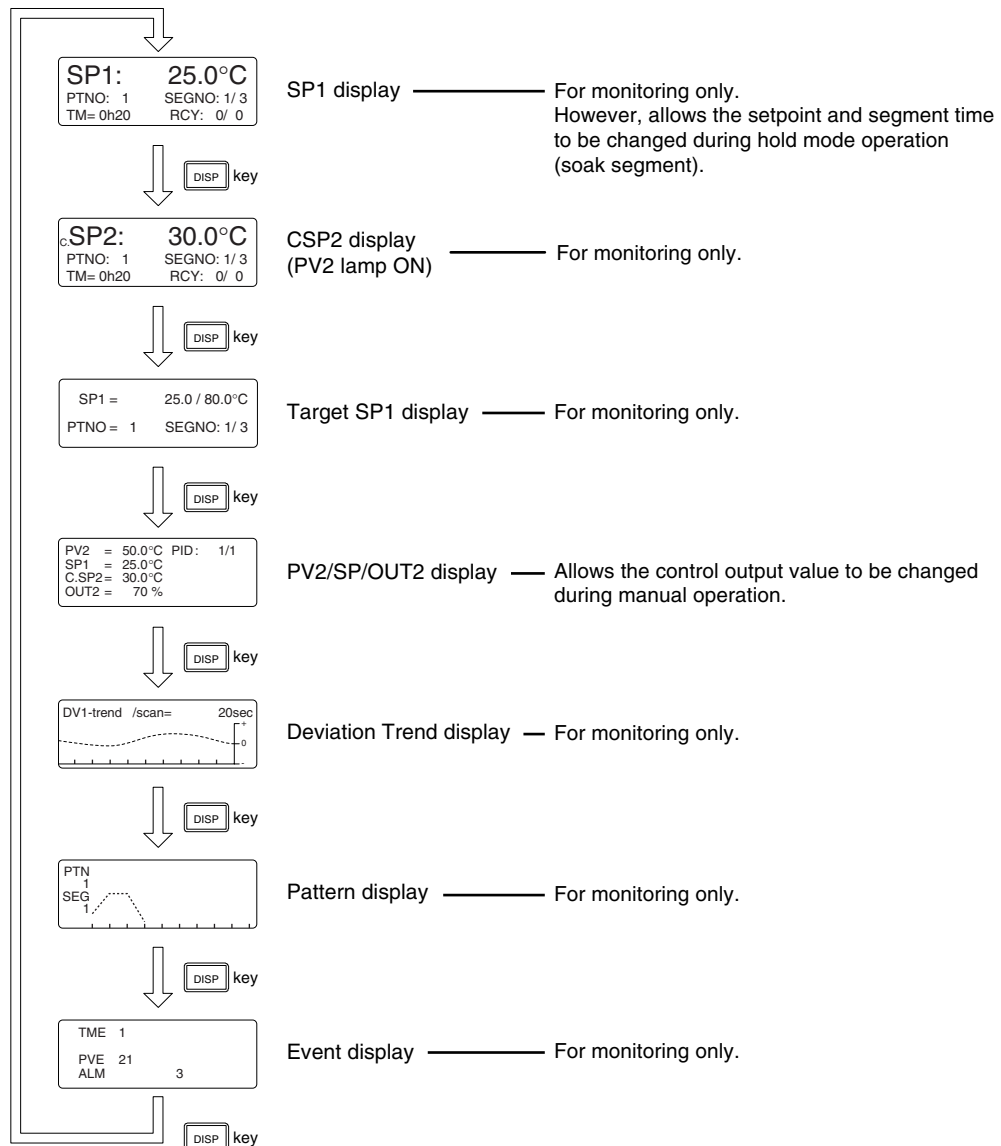 SP1: 25.0°C
PTNO: 1 SEGNO: 1/ 3
TM= 0h20 RCY: 0/ 0
SP1 display
For monitoring only.
However, allows the setpoint and segment time
to be changed during hold mode operation
(soak segment).
DISP key
C.SP2: 30.0°C
PTNO: 1 SEGNO: 1/ 3
TM= 0h20 RCY: 0/ 0
CSP2 display
(PV2 lamp ON)
For monitoring only.
DISP key
SP1 = 25.0 / 80.0°C
PTNO = 1 SEGNO: 1/ 3
Target SP1 display
For monitoring only.
DISP key
PV2 = 50.0°C PID : 1/1
SP1 = 25.0°C
C.SP2 = 30.0°C
OUT2 = 70 %
PV2/SP/OUT2 display
Allows the control output value to be changed
during manual operation.
DISP key
DV1-trend /scan= 20sec
+
0
-
Deviation Trend display
For monitoring only.
DISP key
PTN
1
SEG
1
Pattern display
For monitoring only.
DISP key
TME 1
PVE 21
ALM 3
Event display
For monitoring only.
DISP key